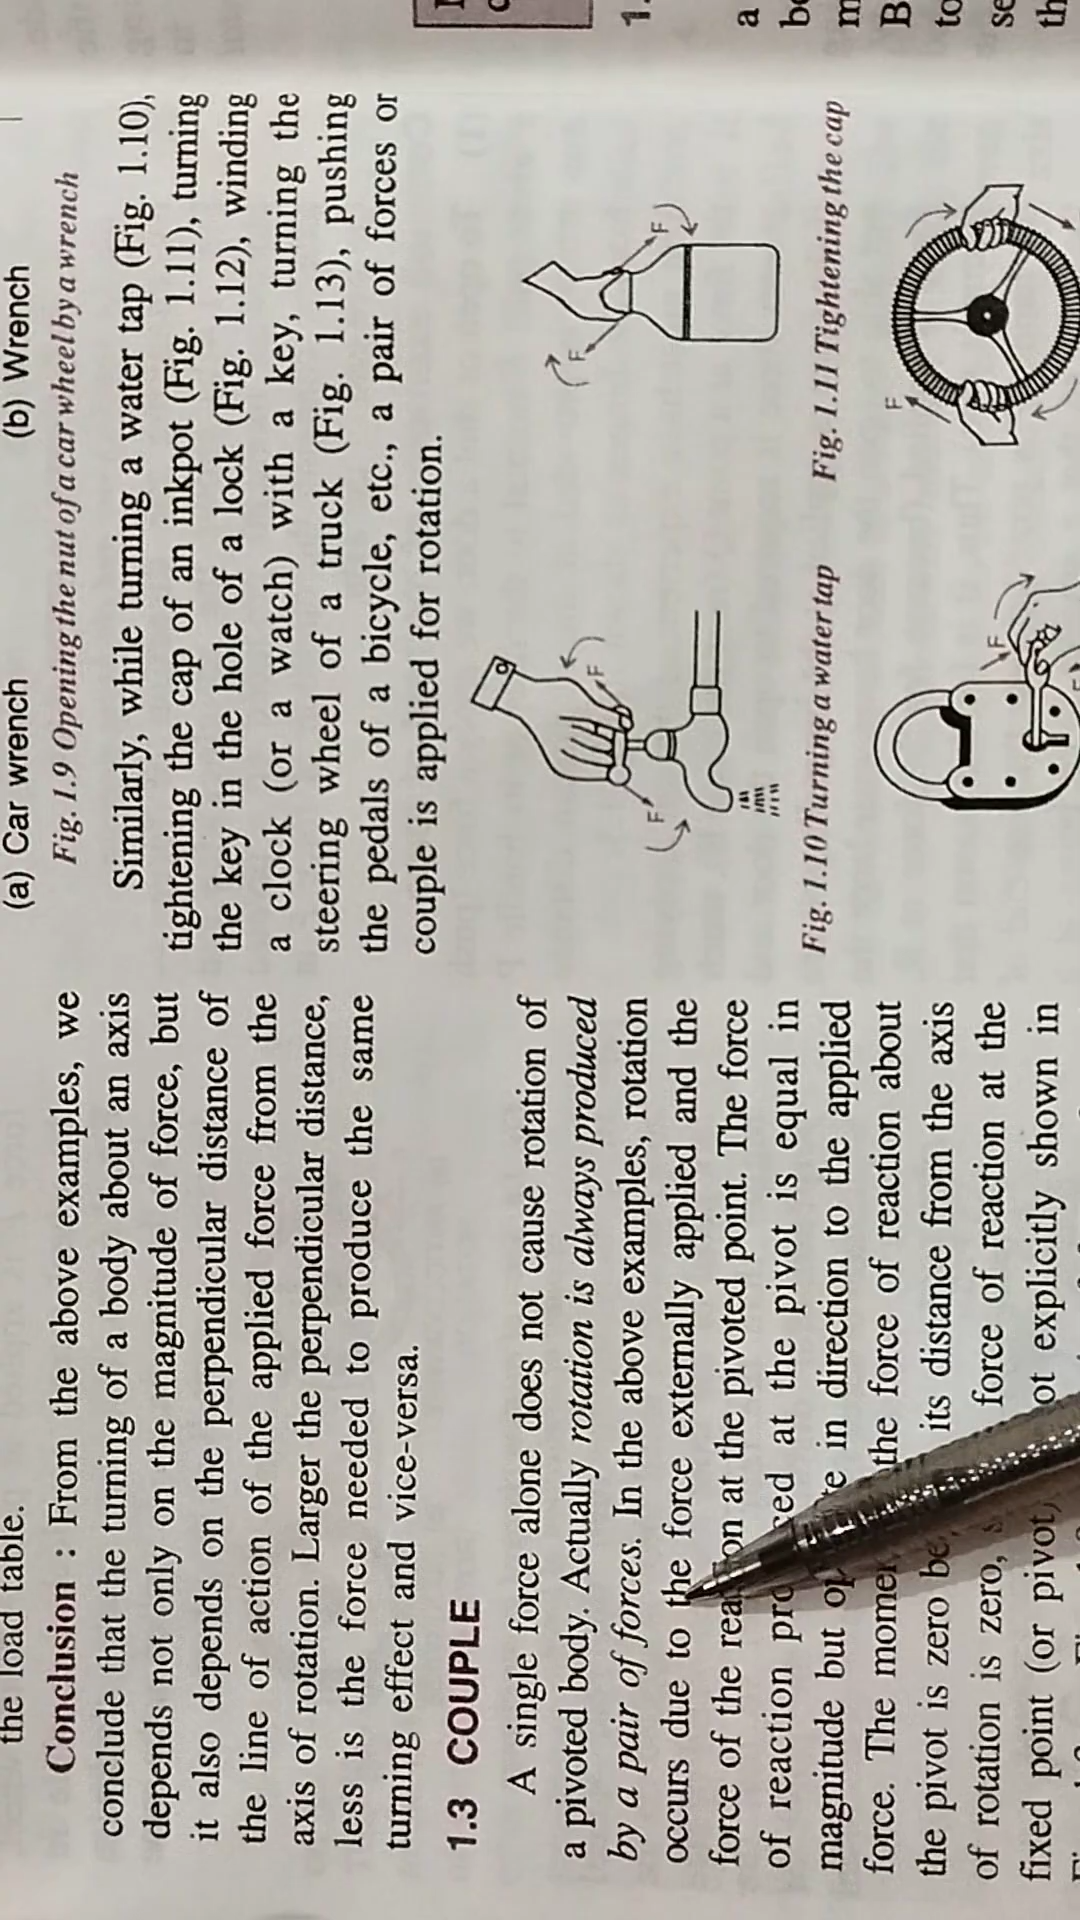 the load table.
Conclusion : From the above examples, we
conclude that the turning of a body about an axis
depends not only on the magnitude of force, but
it also depends on the perpendicular distance of
the line of action of the applied force from the
axis of rotation. Larger the perpendicular distance,
less is the force needed to produce the same
turning effect and vice-versa.
1.3 COUPLE
A single force alone does not cause rotation of
a pivoted body. Actually rotation is always produced
by a pair of forces. In the above examples, rotation
occurs due to the force externally applied and the
force of the on at the pivoted point. The force
of reaction ced at the pivot is equal in
magnitude but in direction to the applied
force. The the force of reaction about
the pivot is zero its distance from the axis
of rotation is zero, force of reaction at the
fixed point (or pivot) explicitly shown in
(a) Car wrench
(b) Wrench
Fig. 1.9 Opening the nut of a car wheel by a wrench
Similarly, while turning a water tap (Fig. 1.10),
tightening the cap of an inkpot (Fig. 1.11), turning
the key in the hole of a lock (Fig. 1.12), winding
a clock (or a watch) with a key, turning the
steering wheel of a truck (Fig. 1.13), pushing
the pedals of a bicycle, etc., a pair of forces or
couple is applied for rotation.
F
F
F
F
Fig. 1.10 Turning a water tap
Fig. 1.11 Tightening the cap
F
F
1.
a